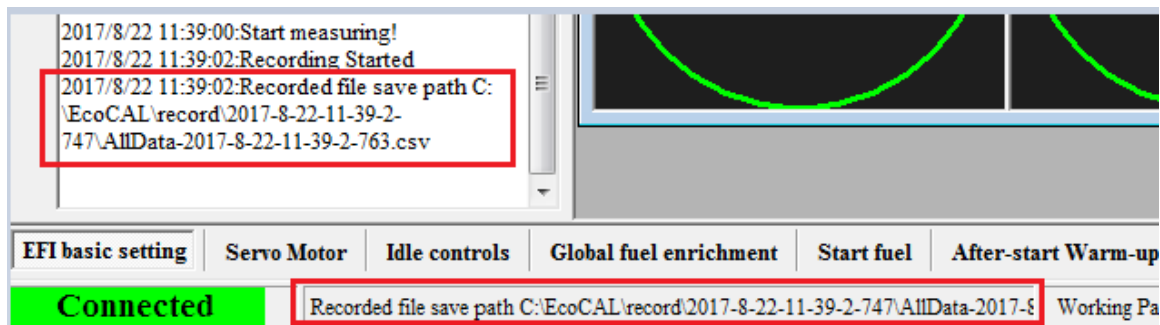 2017/8/22 11:39:00:Start measuring!
2017/8/22 11:39:02:Recording Started
2017/8/22 11:39:02:Recorded file save path C:
\EcoCAL\record\2017-8-22-11-39-2-
747\AllData-2017-8-22-11-39-2-763.csv
EFI basic setting Servo Motor Idle controls Global fuel enrichment Start fuel After-start Warm-up
Connected Recorded file save path C:\EcoCAL\record\2017-8-22-11-39-2-747\AllData-2017-8 Working Pa